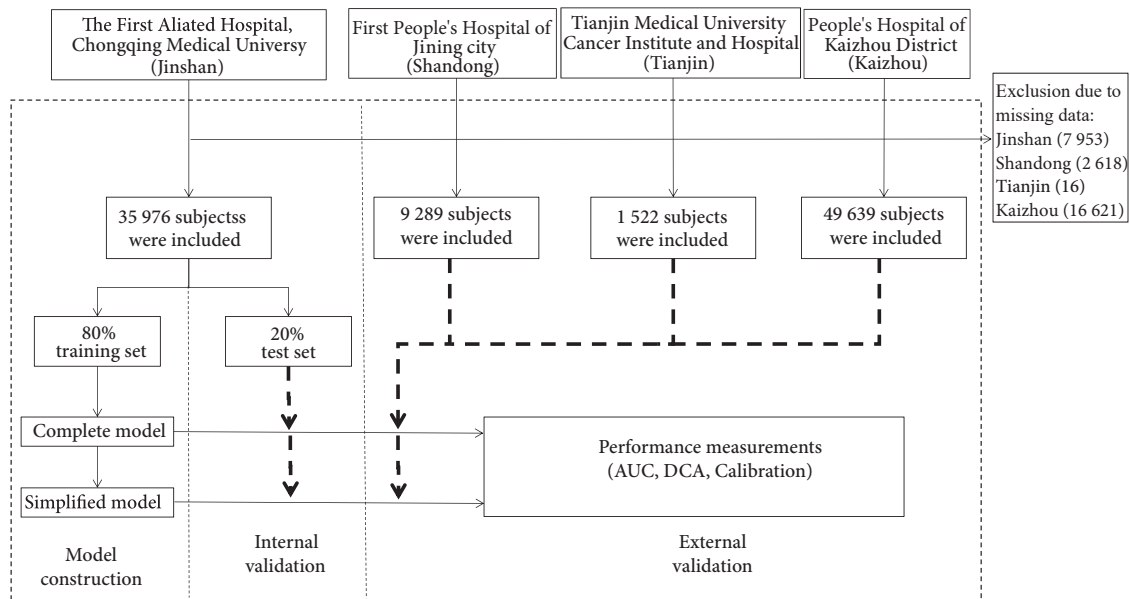 The First Aliated Hospital,
Chongqing Medical Universy
(Jinshan)
First People's Hospital of
Jining city
(Shandong)
Tianjin Medical University
Cancer Institute and Hospital
(Tianjin)
People's Hospital of
Kaizhou District
(Kaizhou)
Exclusion due to
missing data:
Jinshan (7 953)
Shandong (2 618)
Tianjin (16)
Kaizhou (16 621)
35 976 subjectss
were included
9 289 subjects
were included
1 522 subjects
were included
49 639 subjects
were included
80%
training set
20%
test set
Complete model
Simplified model
Performance measurements
(AUC, DCA, Calibration)
Model
construction
Internal
validation
External
validation